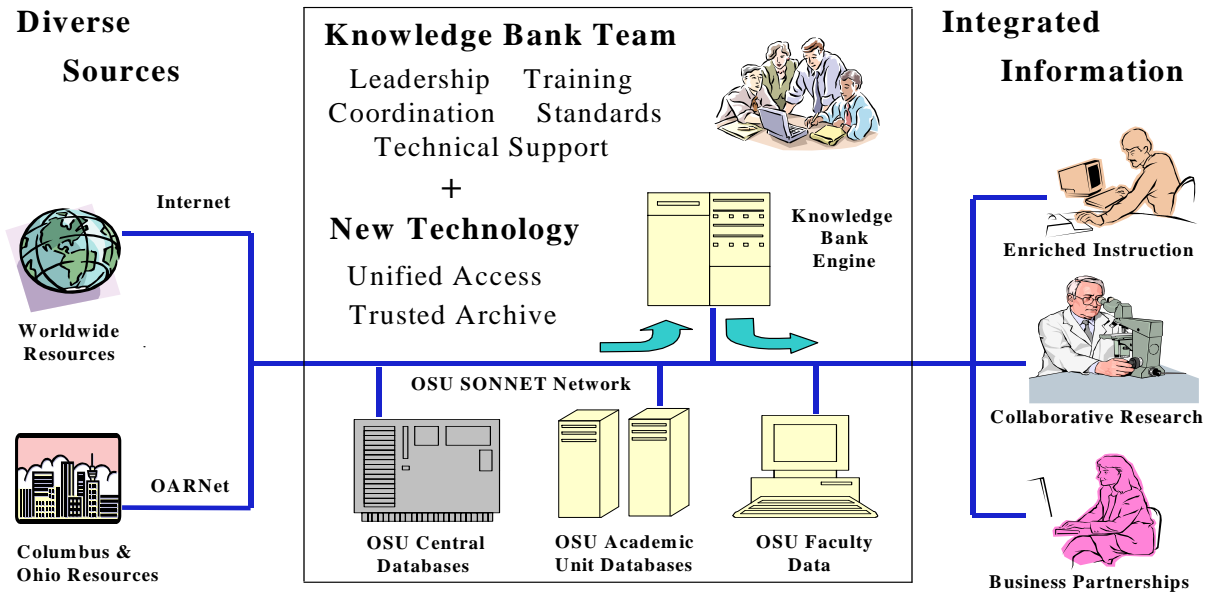 Diverse
Sources
Internet
Worldwide
Resources
OARNet
Columbus &
Ohio Resources
Knowledge Bank Team
Leadership Training
Coordination Standards
Technical Support
+
New Technology
Unified Access
Trusted Archive
Knowledge
Bank
Engine
OSU SONNET Network
OSU Central
Databases
OSU Academic
Unit Databases
OSU Faculty
Data
Integrated
Information
Enriched Instruction
Collaborative Research
Business Partnerships